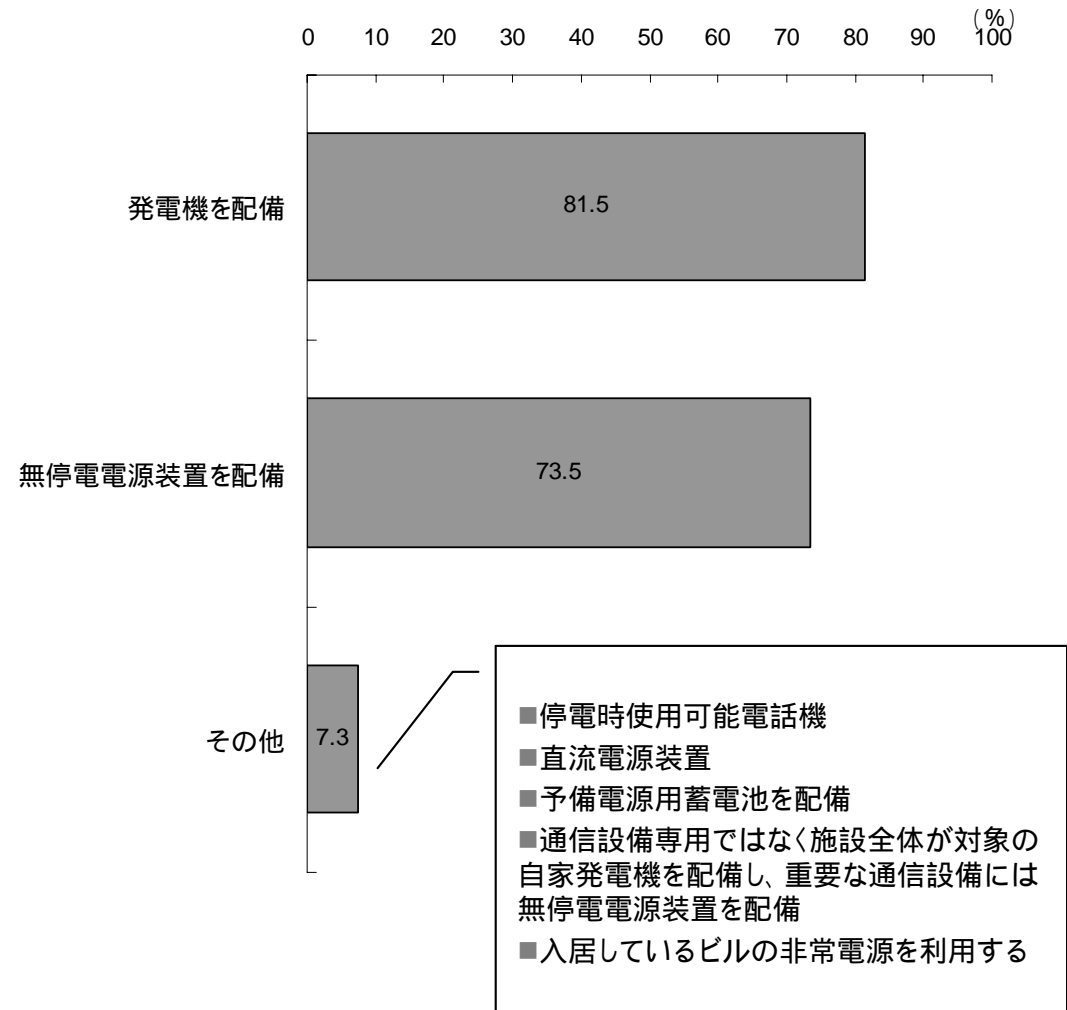 (%)
0 10 20 30 40 50 60 70 80 90 100
発電機を配備
81.5
無停電電源装置を配備
73.5
その他
7.3
■停電時使用可能電話機
■直流電源装置
■予備電源用蓄電池を配備
■通信設備専用ではなく施設全体が対象の
自家発電機を配備し、重要な通信設備には
無停電電源装置を配備
■入居しているビルの非常電源を利用する